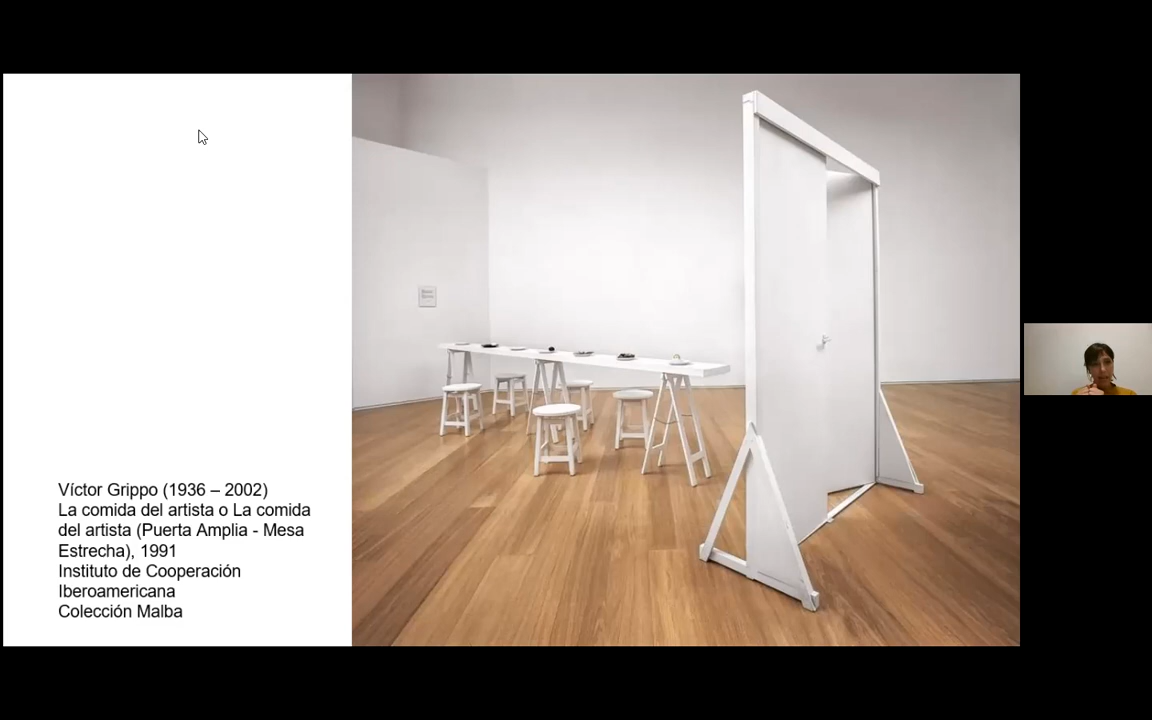 Víctor Grippo (1936 – 2002)
La comida del artista o La comida
del artista (Puerta Amplia - Mesa
Estrecha), 1991
Instituto de Cooperación
Iberoamericana
Colección Malba